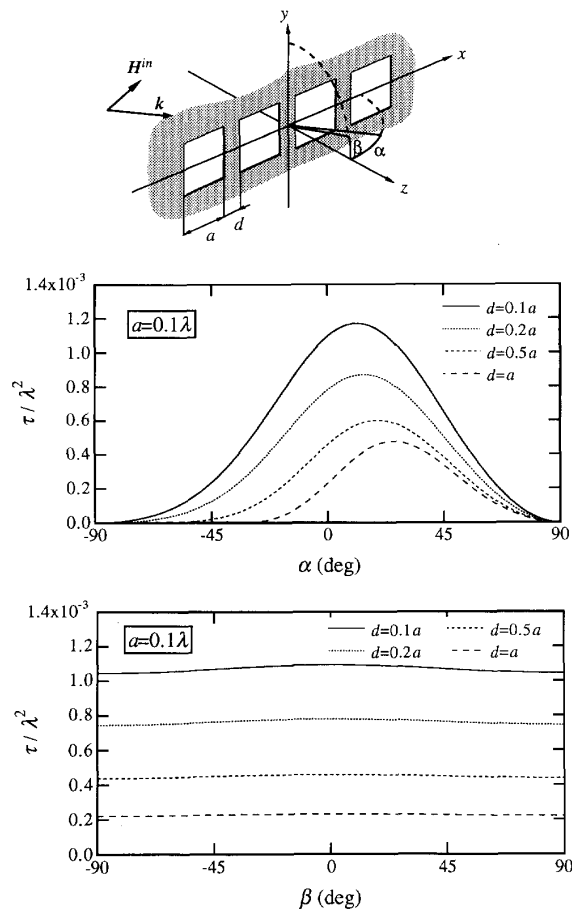 y
x
H^in
k
β
α
z
a
d
1.4x10^-3
a=0.1λ
d=0.1a
d=0.2a
d=0.5a
d=a
1.2
1.0
0.8
0.6
0.4
0.2
0.0
τ / λ^2
-90
-45
0
45
90
α (deg)
1.4x10^-3
a=0.1λ
d=0.1a
d=0.5a
d=0.2a
d=a
1.2
1.0
0.8
0.6
0.4
0.2
0.0
τ / λ^2
-90
-45
0
45
90
β (deg)